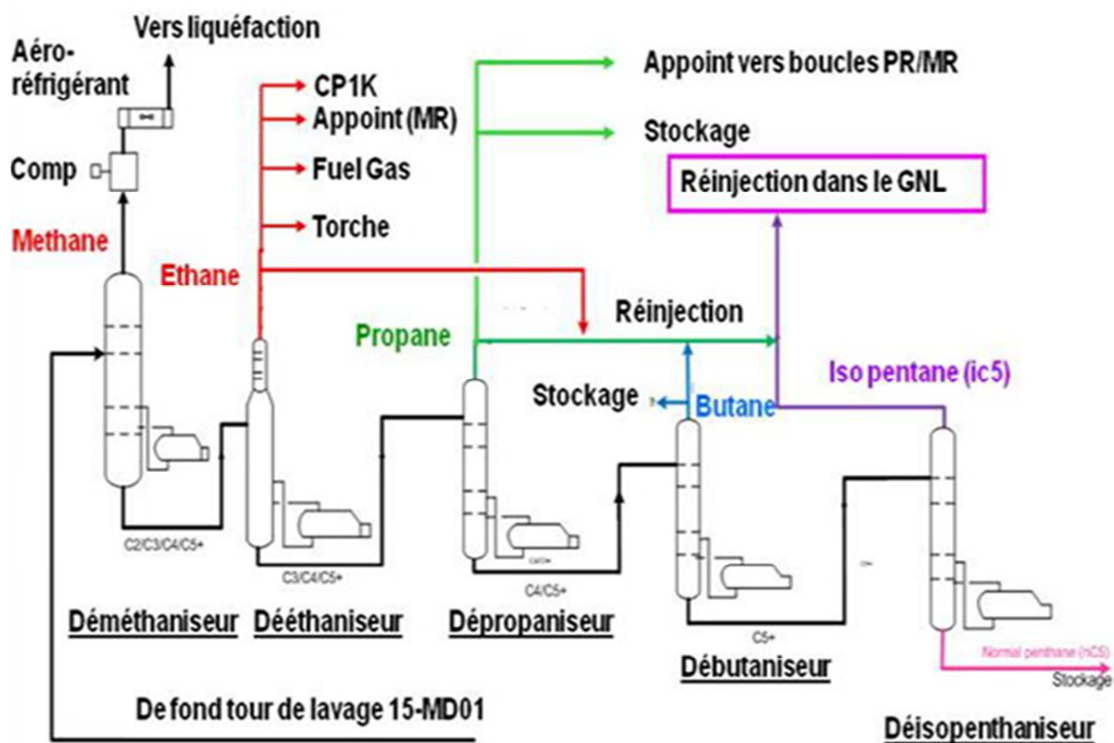 Vers liquéfaction
Aéro-
réfrigérant
Comp
Methane
CP1K
Appoint (MR)
Fuel Gas
Torche
Ethane
Appoint vers boucles PR/MR
Stockage
Réinjection dans le GNL
Propane
Réinjection
Stockage
Butane
Iso pentane (ic5)
C2/C3/C4/C5+
C3/C4/C5+
C4/C5+
C5+
Déméthaniseur
Dééthaniseur
Dépropaniseur
Débutaniseur
Normal penthane (nC5)
Stockage
De fond tour de lavage 15-MD01
Déisopenthaniseur